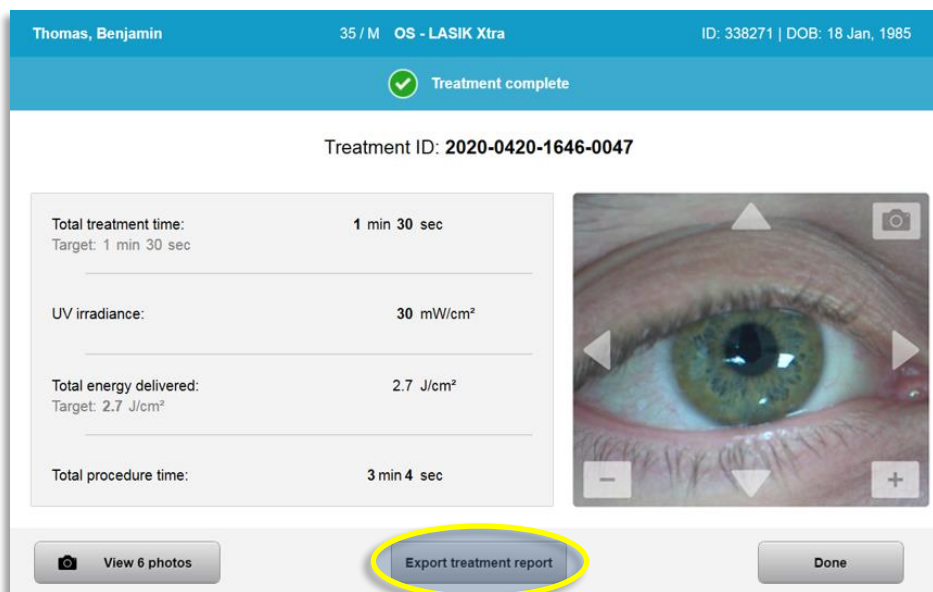 Thomas, Benjamin 35 / M OS - LASIK Xtra ID: 338271 | DOB: 18 Jan, 1985
Treatment complete
Treatment ID: 2020-0420-1646-0047
Total treatment time: 1 min 30 sec
Target: 1 min 30 sec
UV irradiance: 30 mW/cm²
Total energy delivered: 2.7 J/cm²
Target: 2.7 J/cm²
Total procedure time: 3 min 4 sec
View 6 photos Export treatment report Done